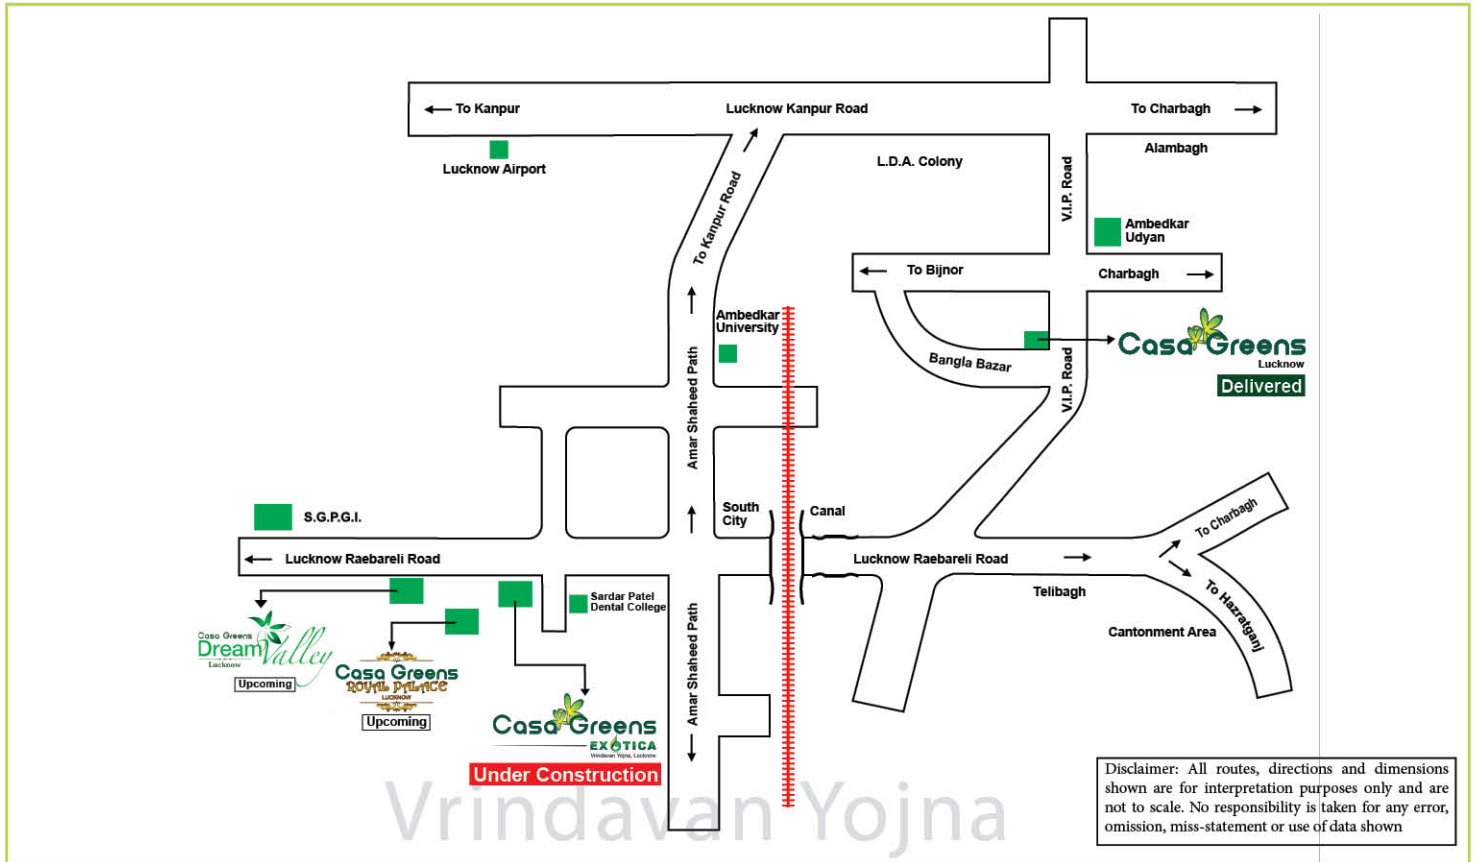 To Kanpur
Lucknow Kanpur Road
To Charbagh
Lucknow Airport
L.D.A. Colony
Alambagh
V.I.P. Road
To Kanpur Road
Ambedkar
Udyan
To Bijnor
Charbagh
Ambedkar
University
Bangla Bazar
Casa Greens
Lucknow
Delivered
V.I.P. Road
Amar Shaheed Path
South
City
Canal
S.G.P.G.I.
To Charbagh
Lucknow Raebareli Road
Lucknow Raebareli Road
Telibagh
To Hazratganj
Cantonment Area
Sardar Patel
Dental College
Amar Shaheed Path
Casa Greens
Dream Valley
Lucknow
Upcoming
Casa Greens
ROYAL PALACE
LUCKNOW
Upcoming
Casa Greens
EXOTICA
Vrindavan Yojna, Lucknow
Under Construction
Vrindavan Yojna
Disclaimer: All routes, directions and dimensions
shown are for interpretation purposes only and are
not to scale. No responsibility is taken for any error,
omission, miss-statement or use of data shown